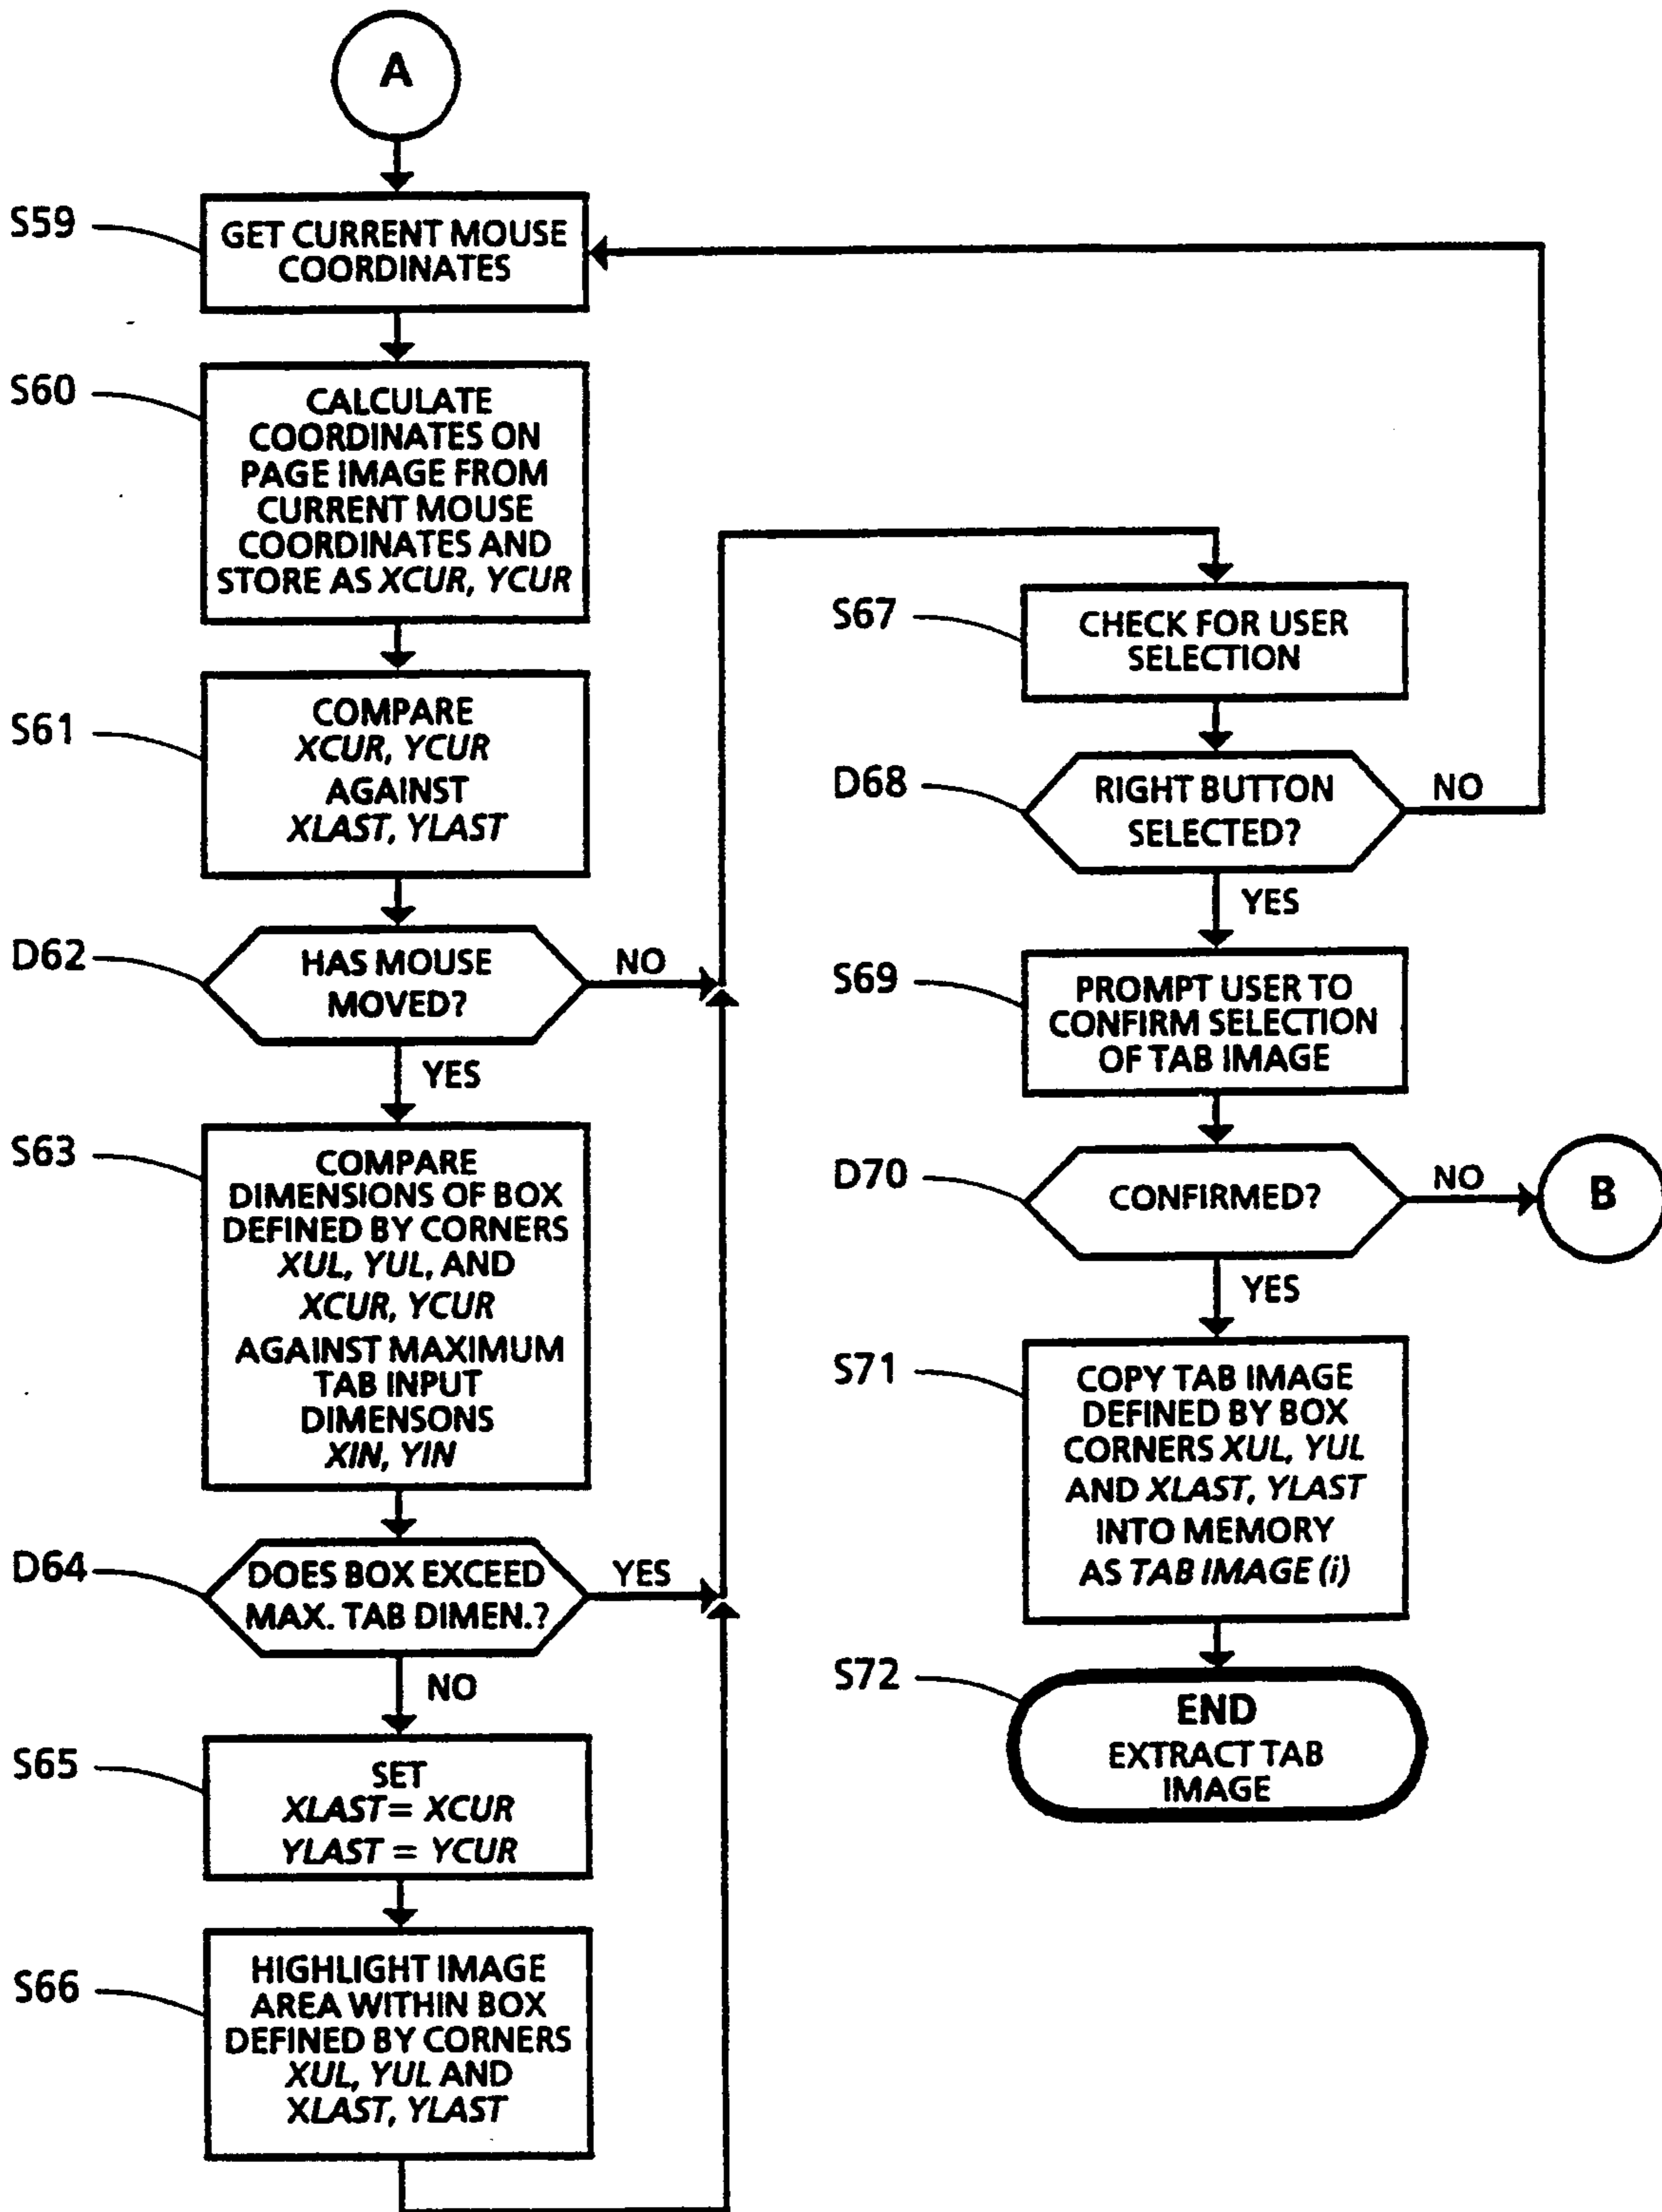 A
S59
GET CURRENT MOUSE
COORDINATES
S60
CALCULATE
COORDINATES ON
PAGE IMAGE FROM
CURRENT MOUSE
COORDINATES AND
STORE AS XCUR, YCUR
S61
COMPARE
XCUR, YCUR
AGAINST
XLAST, YLAST
D62
HAS MOUSE
MOVED?
NO
YES
S63
COMPARE
DIMENSIONS OF BOX
DEFINED BY CORNERS
XUL, YUL, AND
XCUR, YCUR
AGAINST MAXIMUM
TAB INPUT
DIMENSONS
XIN, YIN
D64
DOES BOX EXCEED
MAX. TAB DIMEN.?
YES
NO
S65
SET
XLAST = XCUR
YLAST = YCUR
S66
HIGHLIGHT IMAGE
AREA WITHIN BOX
DEFINED BY CORNERS
XUL, YUL AND
XLAST, YLAST
S67
CHECK FOR USER
SELECTION
D68
RIGHT BUTTON
SELECTED?
NO
YES
S69
PROMPT USER TO
CONFIRM SELECTION
OF TAB IMAGE
D70
CONFIRMED?
NO
B
YES
S71
COPY TAB IMAGE
DEFINED BY BOX
CORNERS XUL, YUL
AND XLAST, YLAST
INTO MEMORY
AS TAB IMAGE (i)
S72
END
EXTRACT TAB
IMAGE